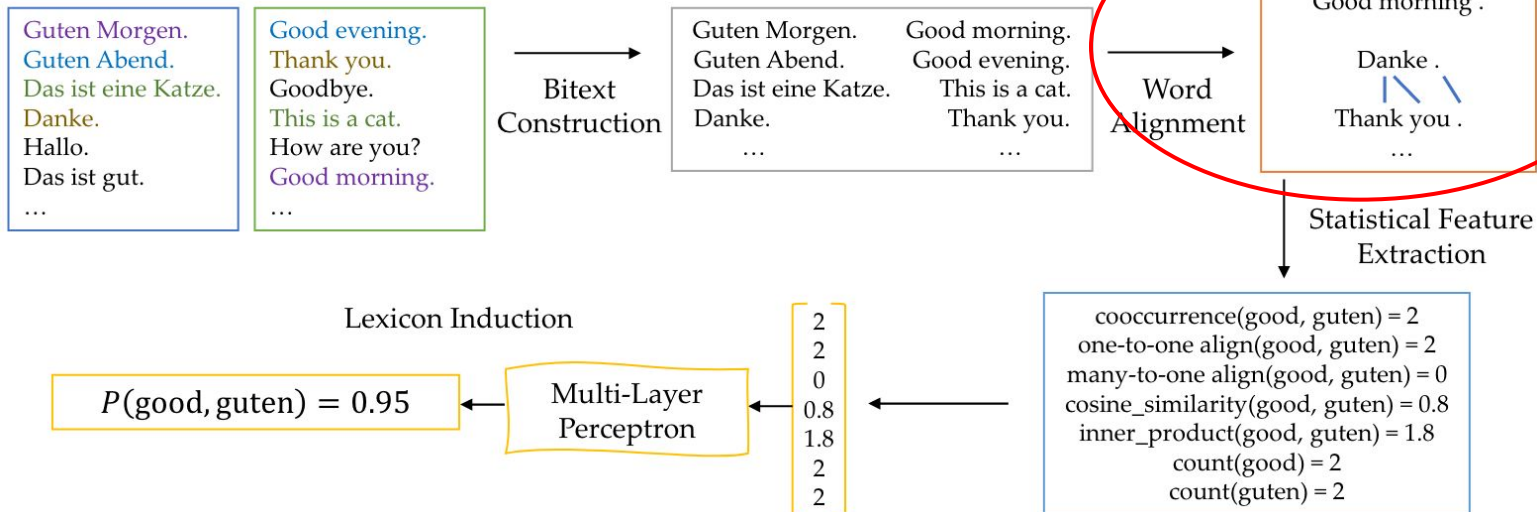 Guten Morgen.
Guten Abend.
Das ist eine Katze.
Danke.
Hallo.
Das ist gut.
…
Good evening.
Thank you.
Goodbye.
This is a cat.
How are you?
Good morning.
…
Bitext
Construction
Guten Morgen. Good morning.
Guten Abend. Good evening.
Das ist eine Katze. This is a cat.
Danke. Thank you.
… …
Word
Alignment
Good morning .
Danke .
Thank you .
…
Statistical Feature
Extraction
cooccurrence(good, guten) = 2
one-to-one align(good, guten) = 2
many-to-one align(good, guten) = 0
cosine_similarity(good, guten) = 0.8
inner_product(good, guten) = 1.8
count(good) = 2
count(guten) = 2
2
2
0
0.8
1.8
2
2
Multi-Layer
Perceptron
Lexicon Induction
P(good, guten) = 0.95